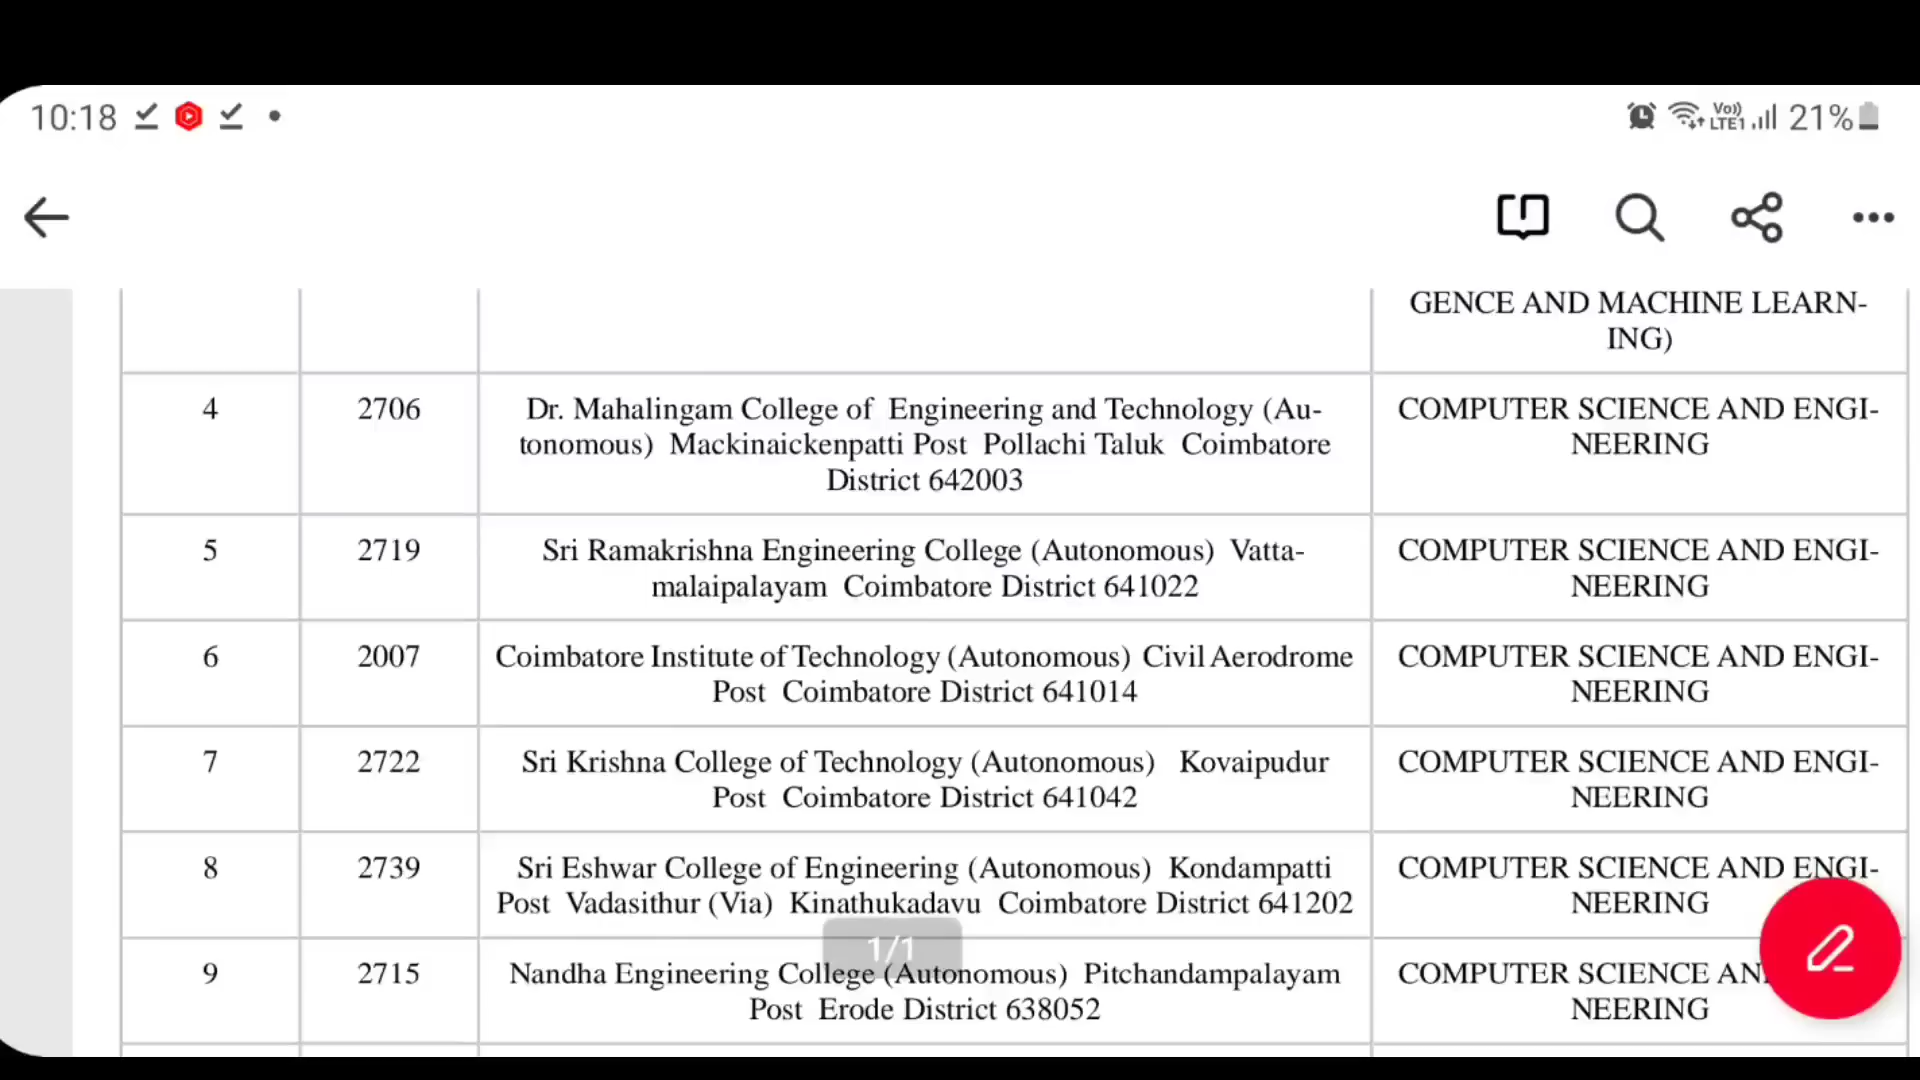 10:18
Vo))
LTE1
21%
GENCE AND MACHINE LEARN-
ING)
4
2706
Dr. Mahalingam College of Engineering and Technology (Au-
tonomous) Mackinaickenpatti Post Pollachi Taluk Coimbatore
District 642003
COMPUTER SCIENCE AND ENGI-
NEERING
5
2719
Sri Ramakrishna Engineering College (Autonomous) Vatta-
malaipalayam Coimbatore District 641022
COMPUTER SCIENCE AND ENGI-
NEERING
6
2007
Coimbatore Institute of Technology (Autonomous) Civil Aerodrome
Post Coimbatore District 641014
COMPUTER SCIENCE AND ENGI-
NEERING
7
2722
Sri Krishna College of Technology (Autonomous) Kovaipudur
Post Coimbatore District 641042
COMPUTER SCIENCE AND ENGI-
NEERING
8
2739
Sri Eshwar College of Engineering (Autonomous) Kondampatti
Post Vadasithur (Via) Kinathukadavu Coimbatore District 641202
COMPUTER SCIENCE AND ENGI-
NEERING
1/1
9
2715
Nandha Engineering College (Autonomous) Pitchandampalayam
Post Erode District 638052
COMPUTER SCIENCE AN
NEERING